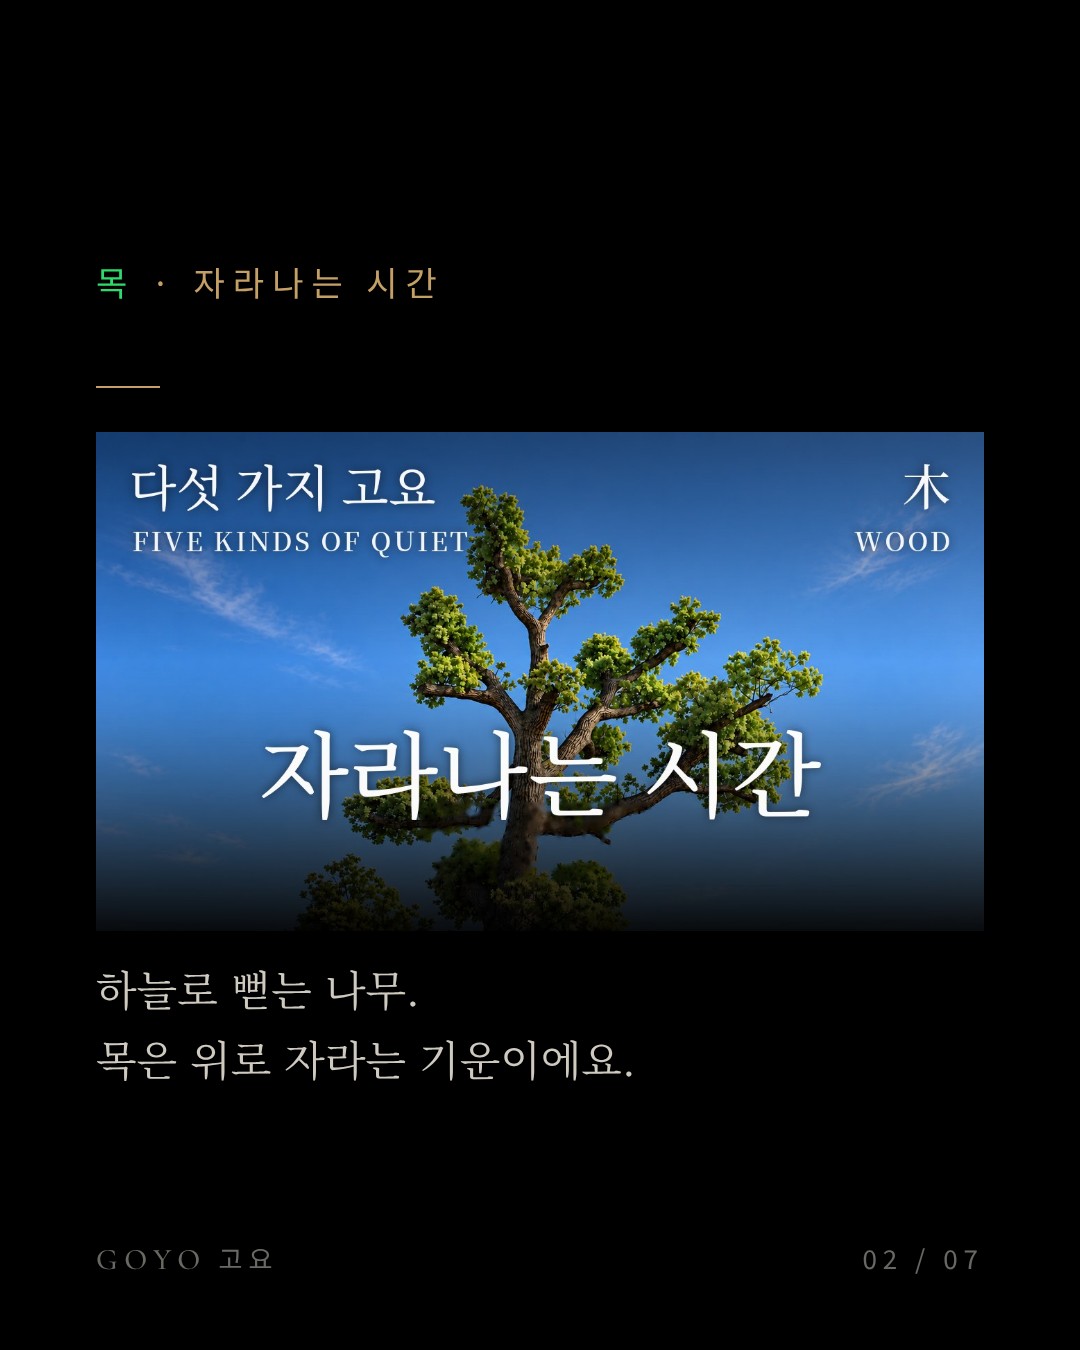 목 · 자라나는 시간
다섯 가지 고요
FIVE KINDS OF QUIET
木
WOOD
자라나는 시간
하늘로 뻗는 나무.
목은 위로 자라는 기운이에요.
GOYO 고요
02 / 07